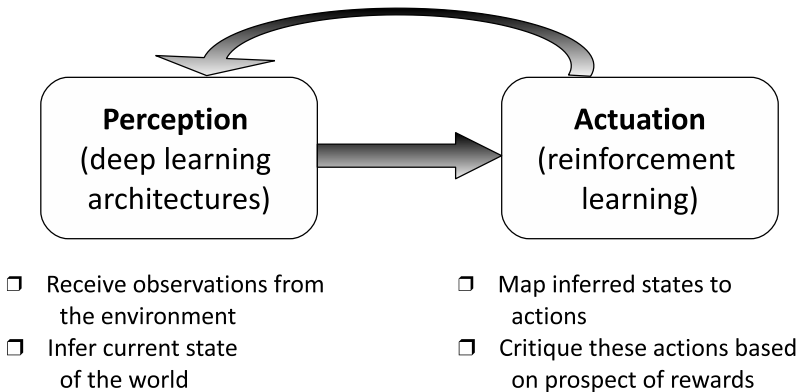 Perception
(deep learning
architectures)
Actuation
(reinforcement
learning)
❐ Receive observations from
the environment
❐ Infer current state
of the world
❐ Map inferred states to
actions
❐ Critique these actions based
on prospect of rewards